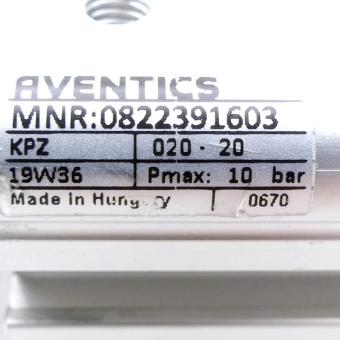 AVENTICS
MNR:0822391603
KPZ 020 - 20
19W36 Pmax: 10 bar
Made in Hungary 0670